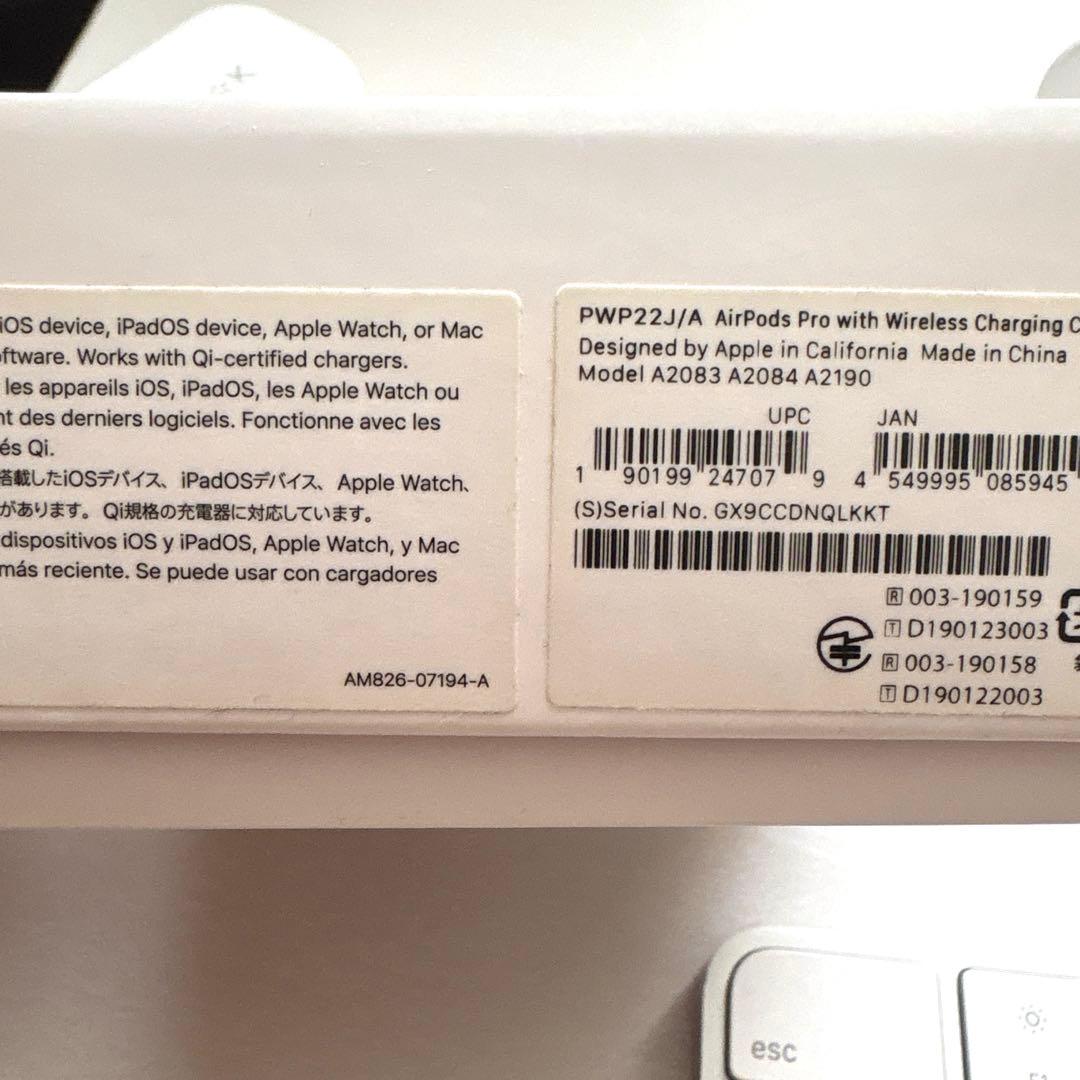 iOS device, iPadOS device, Apple Watch, or Mac
oftware. Works with Qi-certified chargers.
les appareils iOS, iPadOS, les Apple Watch ou
nt des derniers logiciels. Fonctionne avec les
és Qi.
搭載したiOSデバイス、iPadOSデバイス、Apple Watch、
があります。Qi規格の充電器に対応しています。
dispositivos iOS y iPadOS, Apple Watch, y Mac
más reciente. Se puede usar con cargadores
AM826-07194-A
PWP22J/A AirPods Pro with Wireless Charging C
Designed by Apple in California Made in China
Model A2083 A2084 A2190
UPC JAN
1 90199 24707 9 4 549995 085945
(S)Serial No. GX9CCDNQLKKT
R 003-190159
T D190123003
R 003-190158
T D190122003
esc